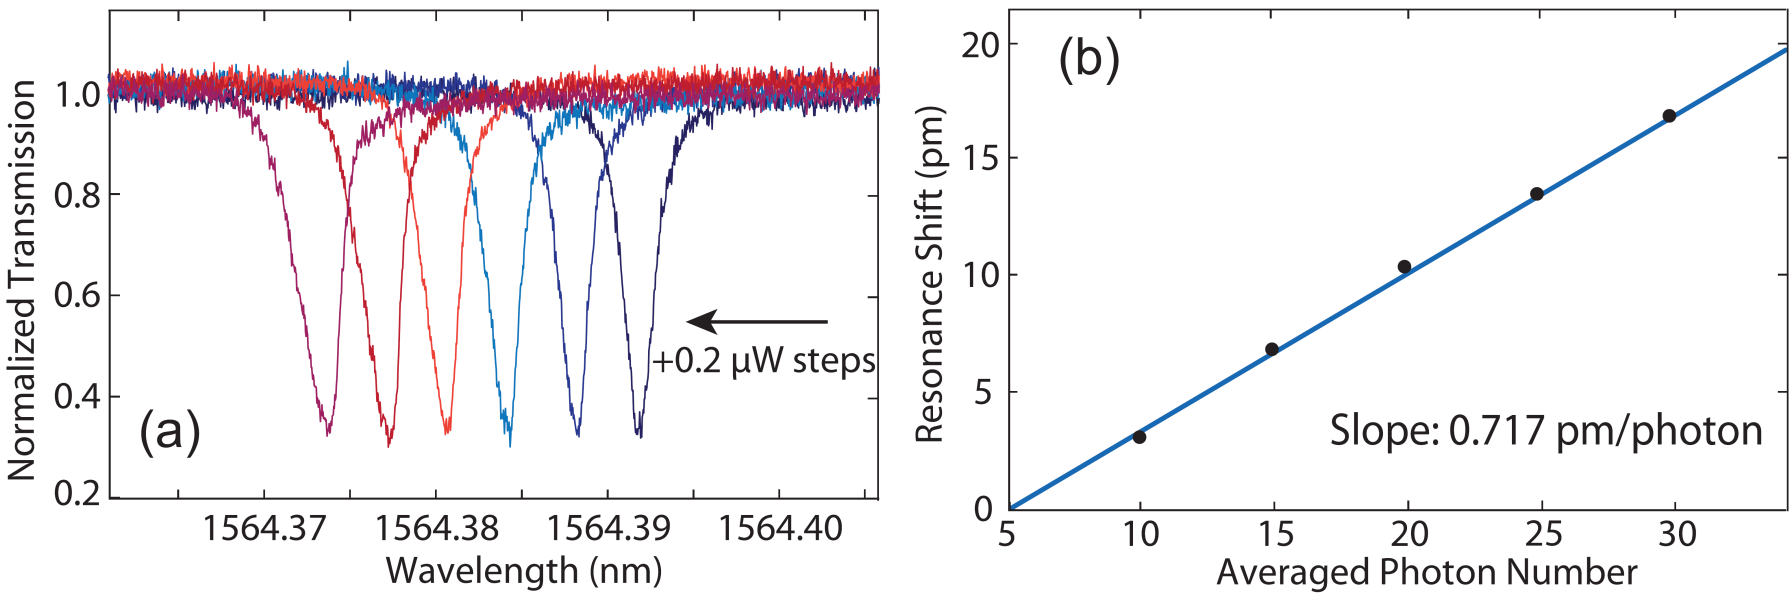 Normalized Transmission
1.0
0.8
0.6
0.4
0.2
(a)
+0.2 μW steps
1564.37 1564.38 1564.39 1564.40
Wavelength (nm)
Resonance Shift (pm)
20
15
10
5
0
(b)
Slope: 0.717 pm/photon
5 10 15 20 25 30
Averaged Photon Number